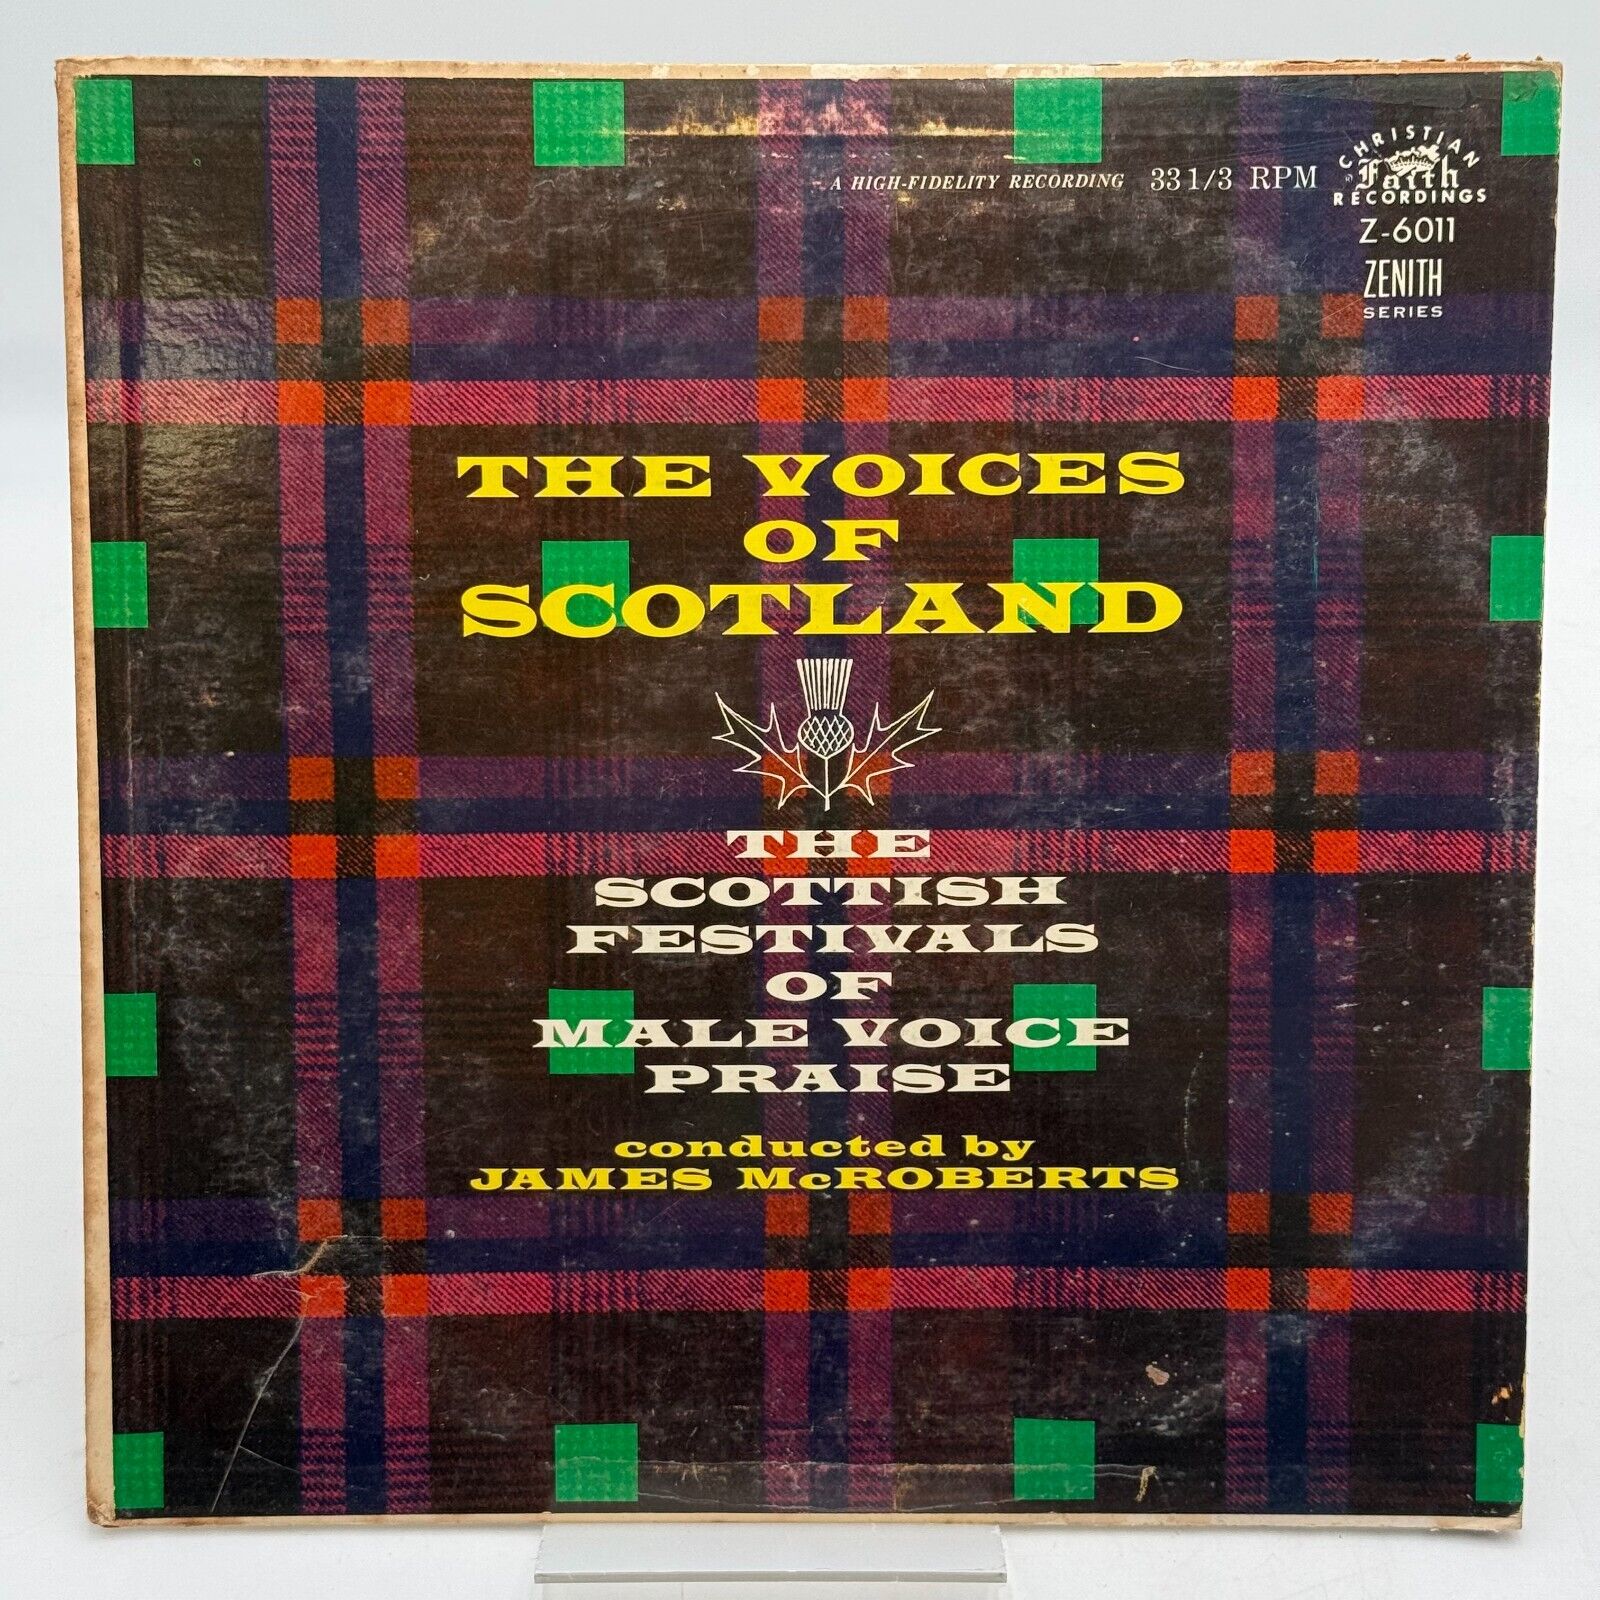 A HIGH-FIDELITY RECORDING 33 1/3 RPM
CHRISTIAN
Faith
RECORDINGS
Z-6011
ZENITH
SERIES
THE VOICES
OF
SCOTLAND
THE
SCOTTISH
FESTIVALS
OF
MALE VOICE
PRAISE
conducted by
JAMES McROBERTS